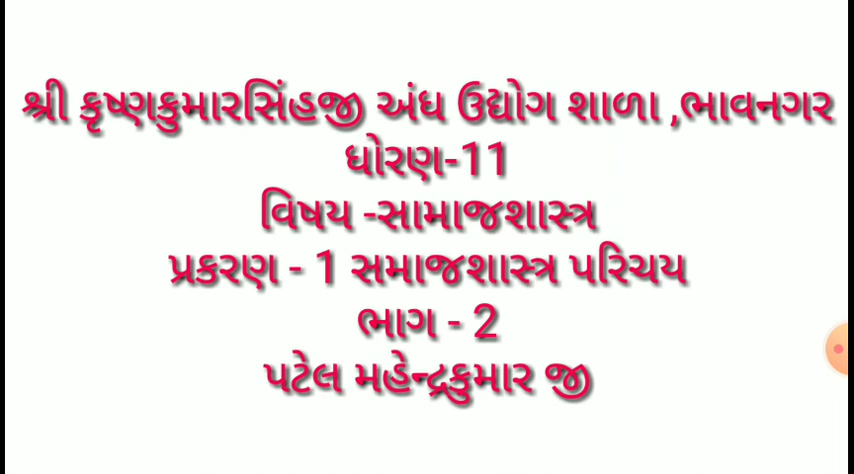 શ્રી કૃષ્ણકુમારસિંહજી અંધ ઉદ્યોગ શાળા ,ભાવનગર
ધોરણ-11
વિષય -સામાજશાસ્ત્ર
પ્રકરણ - 1 સમાજશાસ્ત્ર પરિચય
ભાગ - 2
પટેલ મહેન્દ્રકુમાર જી